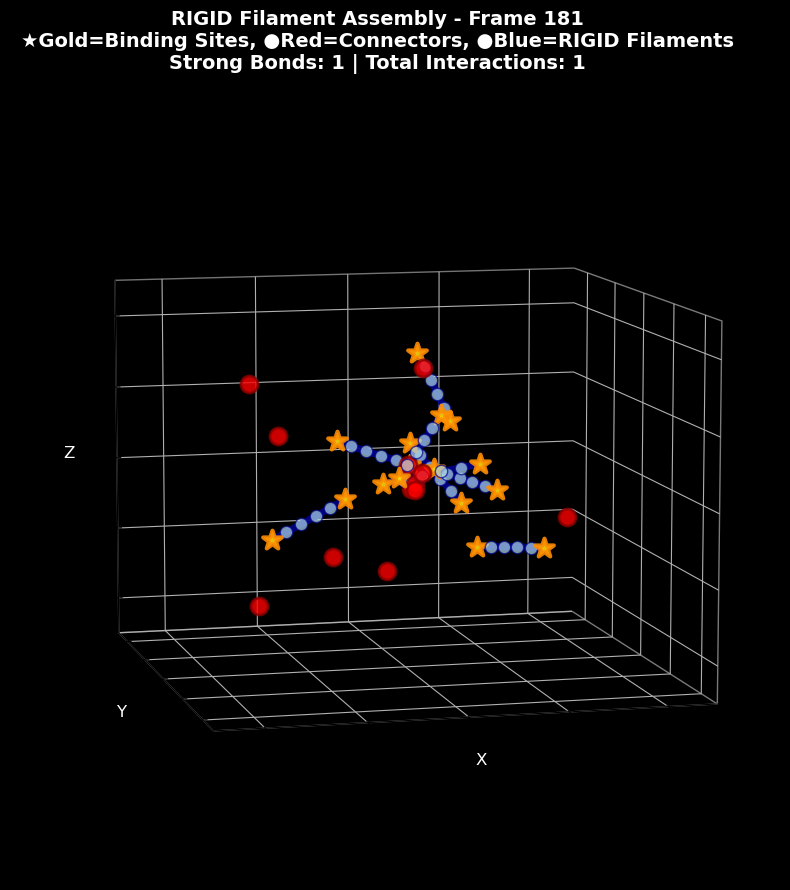 RIGID Filament Assembly - Frame 181
★Gold=Binding Sites, ●Red=Connectors, ●Blue=RIGID Filaments
Strong Bonds: 1 | Total Interactions: 1
Z
Y
X